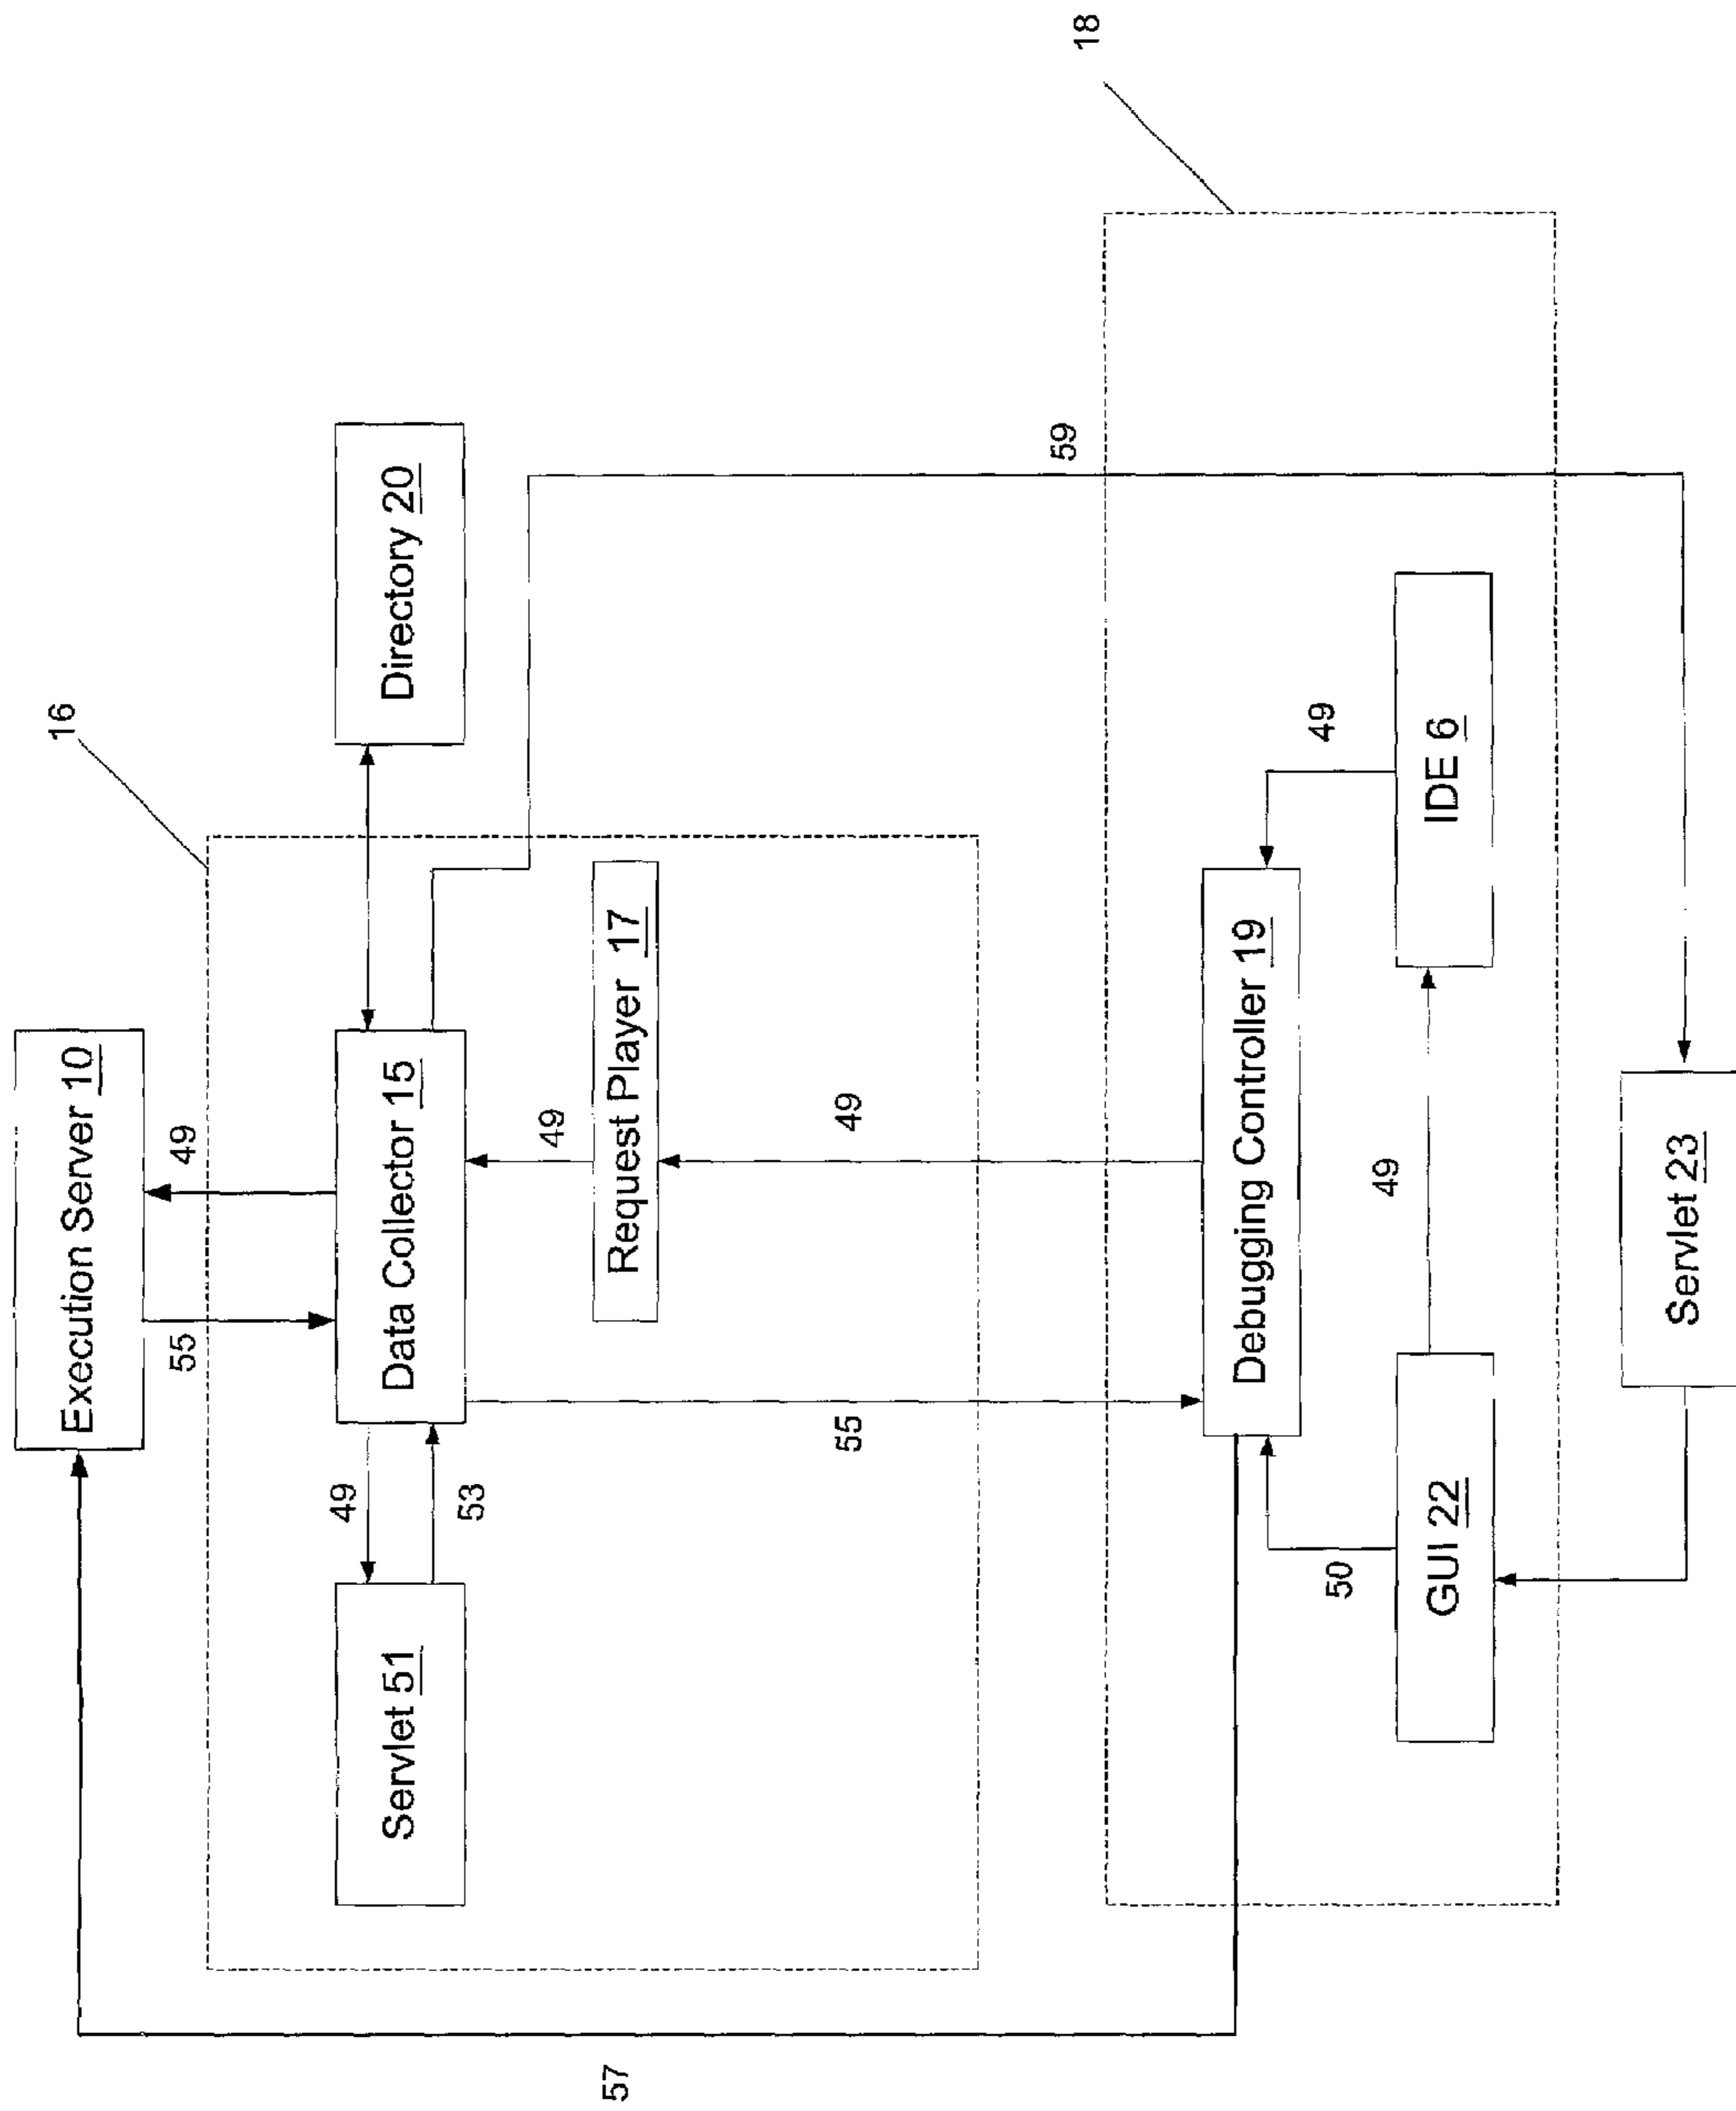 Execution Server 10
49
55
16
Servlet 51
49
53
Data Collector 15
Directory 20
49
Request Player 17
57
55
49
59
18
Debugging Controller 19
50
49
49
GUI 22
IDE 6
Servlet 23